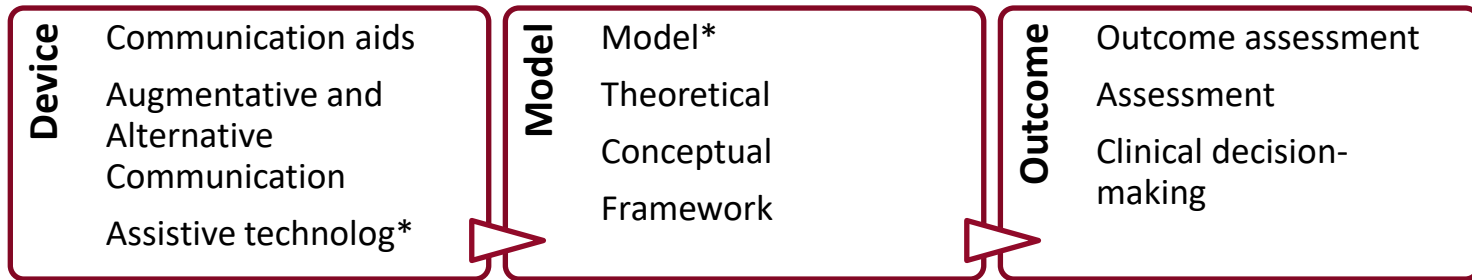 Device
Communication aids
Augmentative and
Alternative
Communication
Assistive technolog*
Model
Model*
Theoretical
Conceptual
Framework
Outcome
Outcome assessment
Assessment
Clinical decision-
making